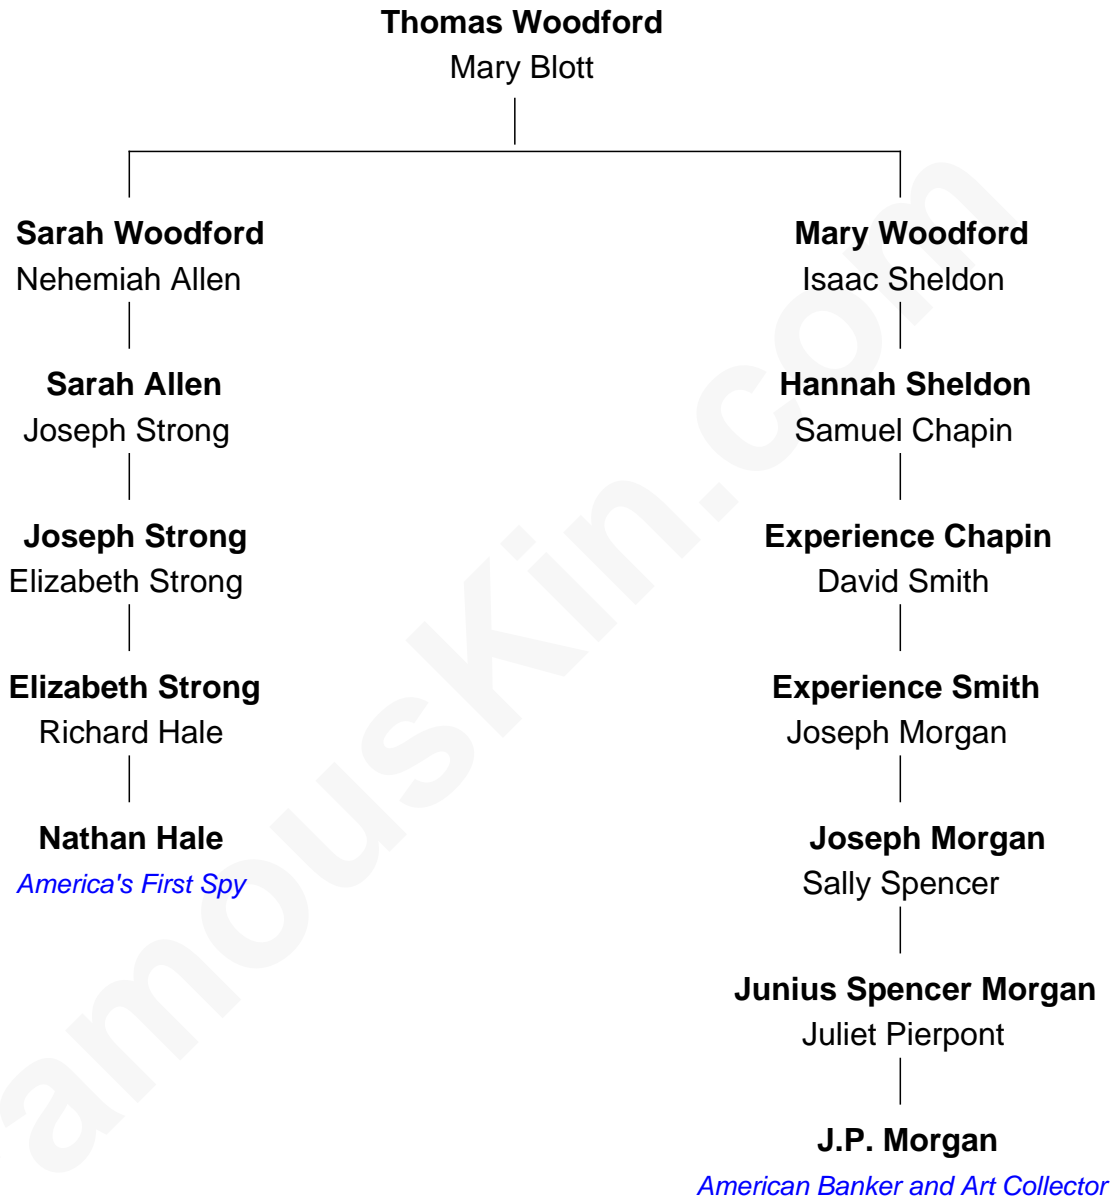 Thomas Woodford
Mary Blott
Sarah Woodford
Nehemiah Allen
Mary Woodford
Isaac Sheldon
Sarah Allen
Joseph Strong
Hannah Sheldon
Samuel Chapin
Joseph Strong
Elizabeth Strong
Experience Chapin
David Smith
Elizabeth Strong
Richard Hale
Experience Smith
Joseph Morgan
Nathan Hale
America's First Spy
Joseph Morgan
Sally Spencer
Junius Spencer Morgan
Juliet Pierpont
J.P. Morgan
American Banker and Art Collector
amousKin.com